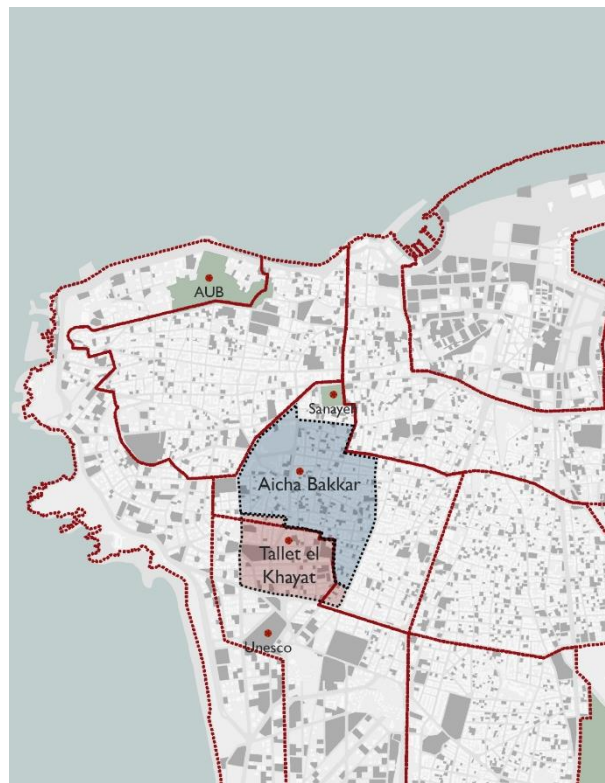 AUB
Sanayeh
Aicha Bakkar
Tallet el
Khayat
Unesco